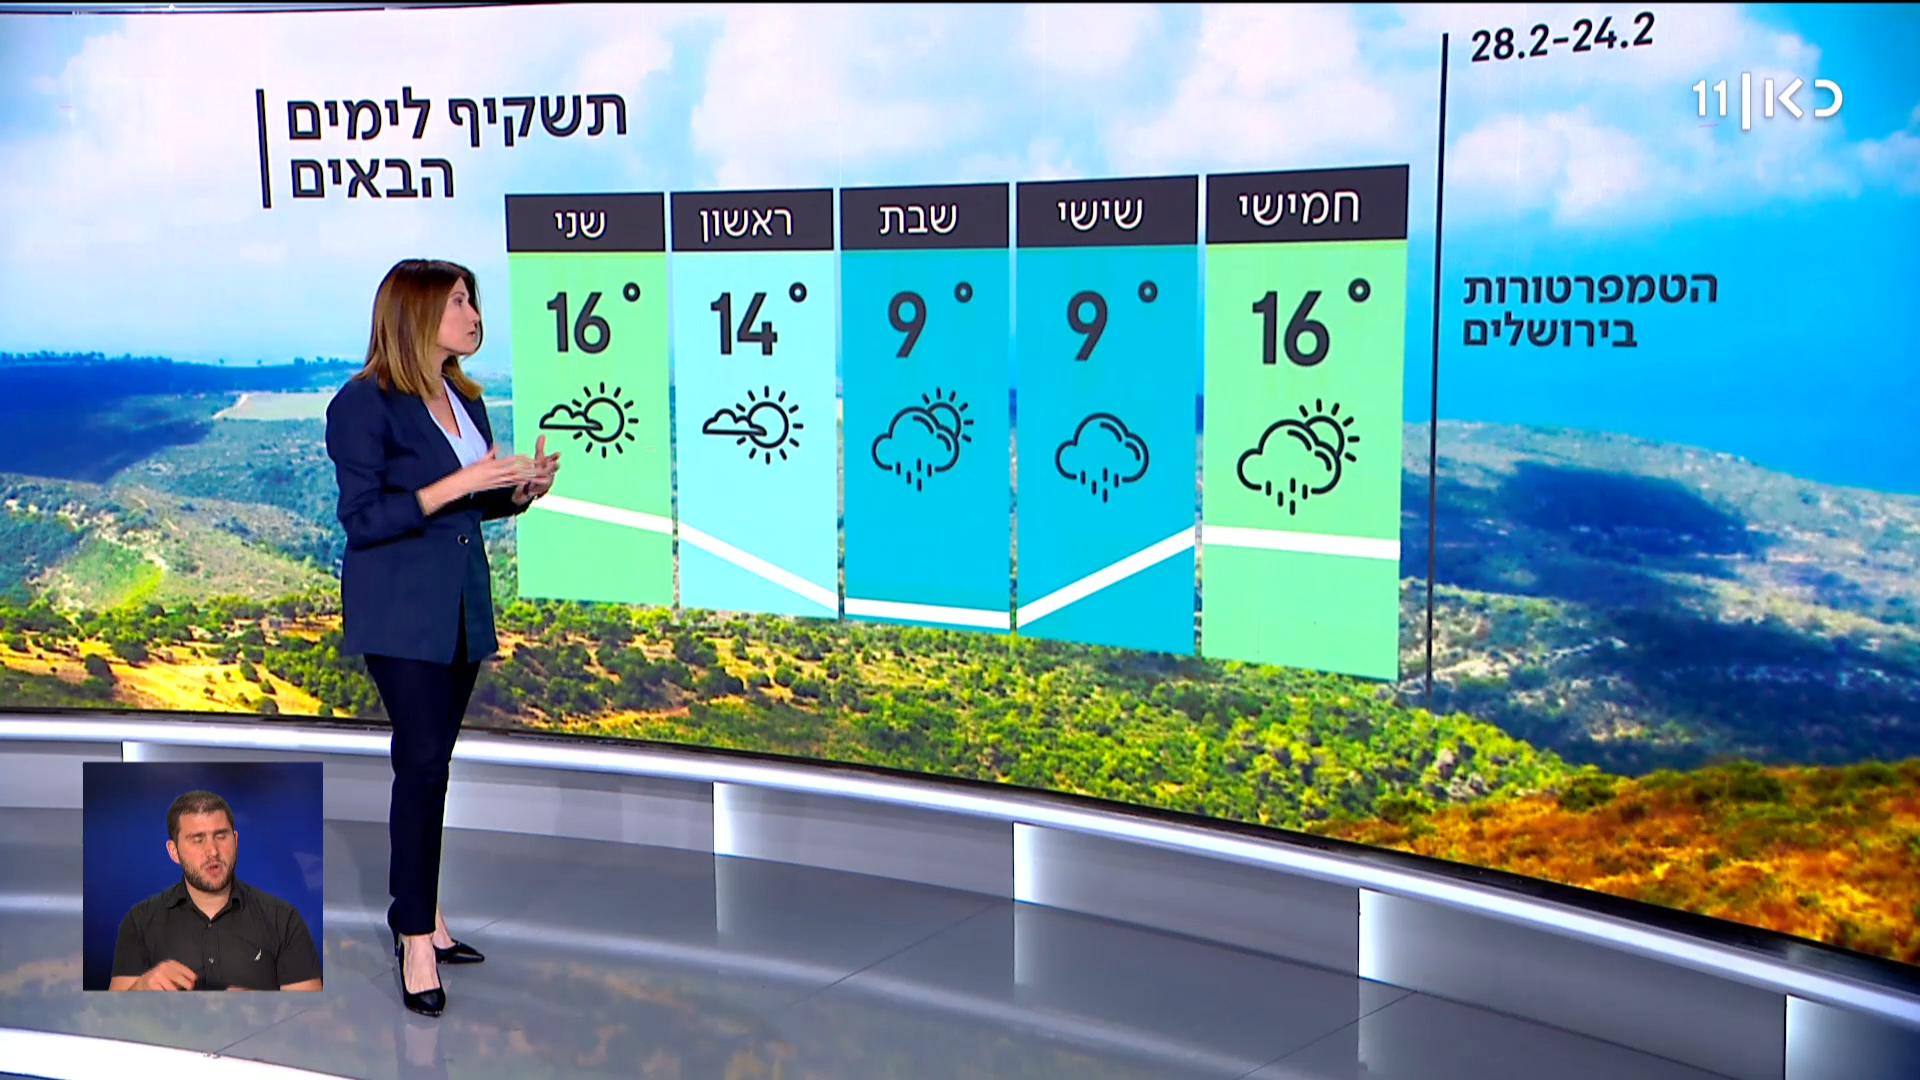 28.2-24.2
כאן 11
תשקיף לימים
הבאים
הטמפרטורות
בירושלים
חמישי
שישי
שבת
ראשון
שני
16°
9°
9°
14°
16°